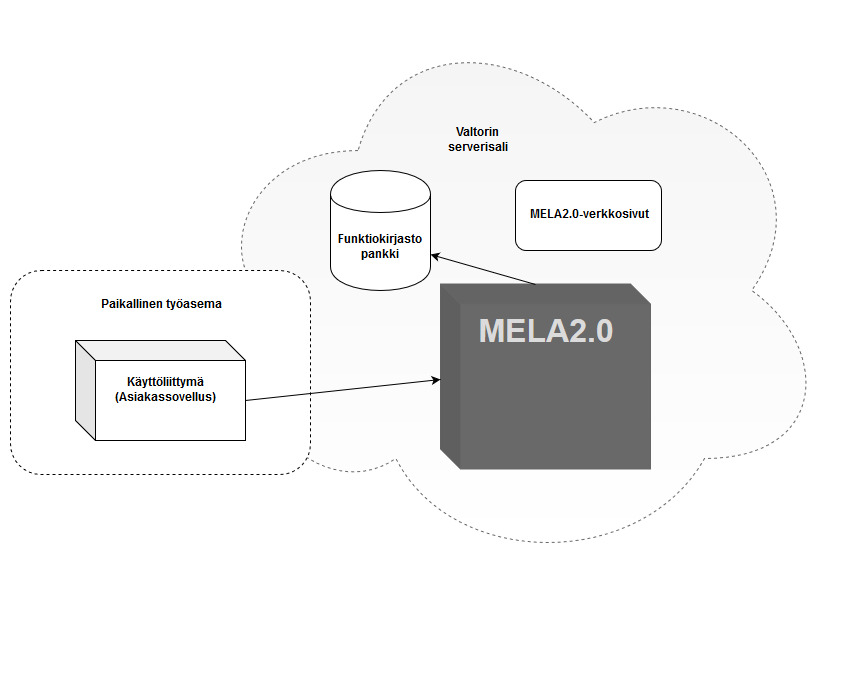 Valtorin
serverisali
MELA2.0-verkkosivut
Funktiokirjasto
pankki
Paikallinen työasema
MELA2.0
Käyttöliittymä
(Asiakassovellus)